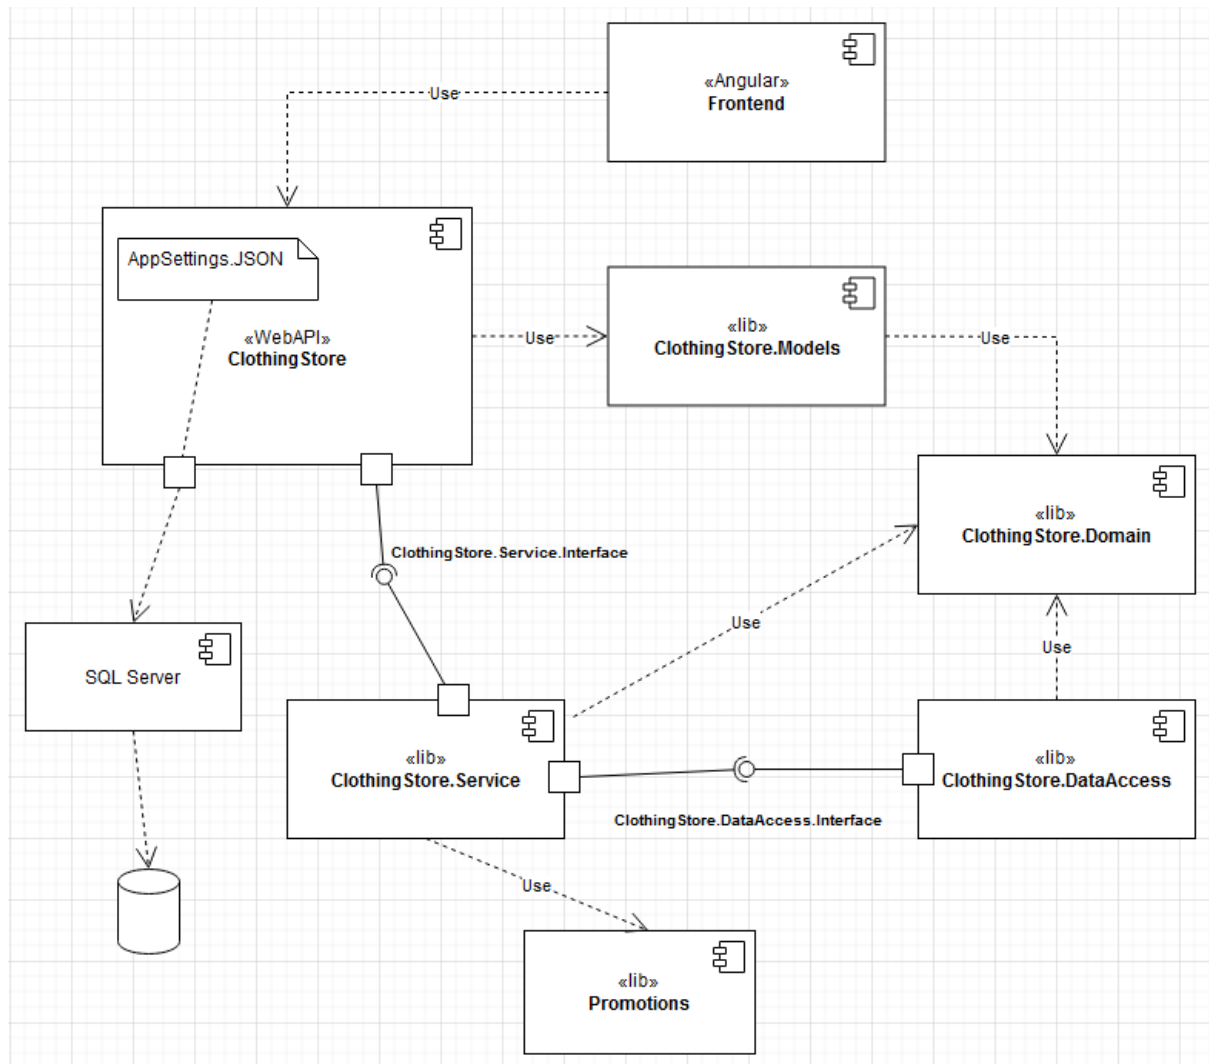 «Angular»
Frontend
Use
AppSettings.JSON
«WebAPI»
ClothingStore
Use
«lib»
ClothingStore.Models
Use
«lib»
ClothingStore.Domain
ClothingStore.Service.Interface
Use
Use
SQL Server
«lib»
ClothingStore.Service
«lib»
ClothingStore.DataAccess
ClothingStore.DataAccess.Interface
Use
«lib»
Promotions